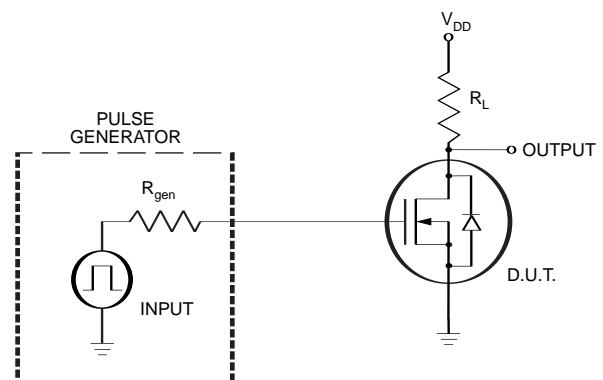 V_DD
R_L
PULSE
GENERATOR
OUTPUT
R_gen
D.U.T.
INPUT